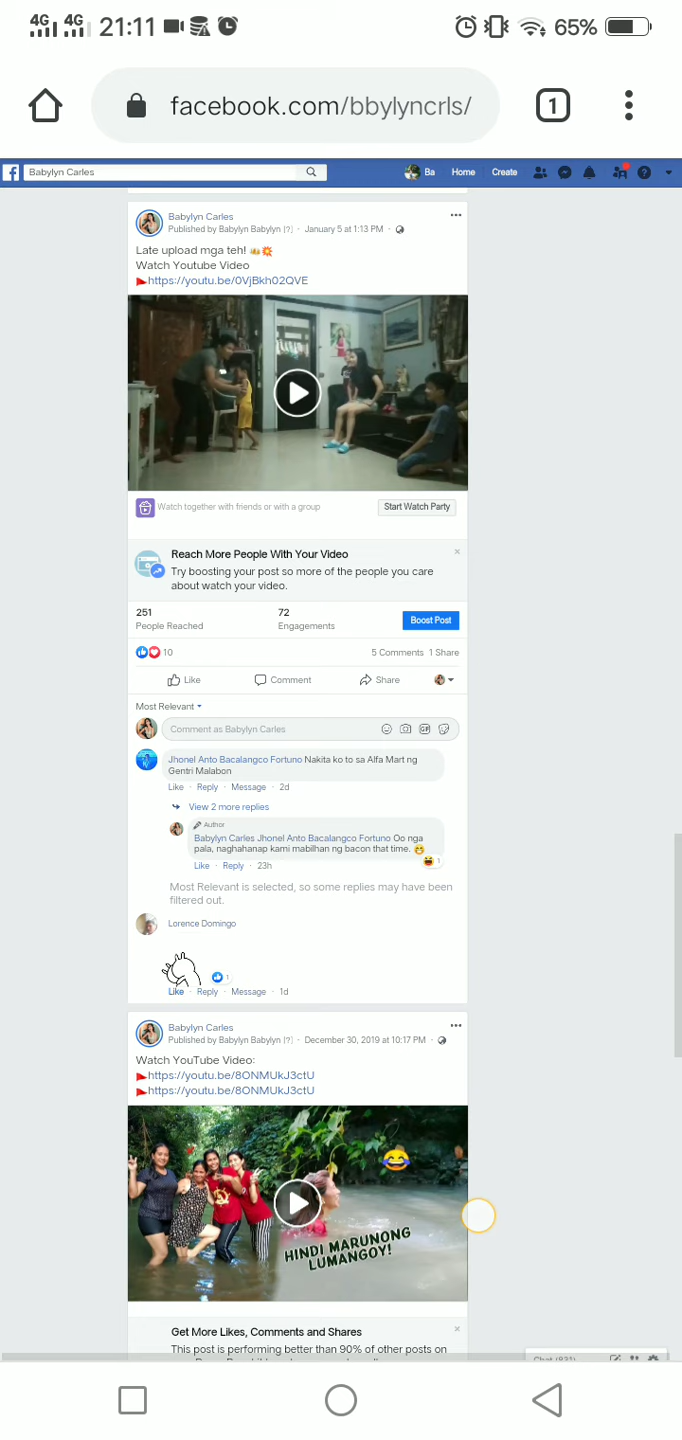 4G 4G 21:11 65%
facebook.com/bbylyncrls/ 1
Babylyn Carles Ba Home Create
Babylyn Carles
Published by Babylyn Babylyn [?] · January 5 at 1:13 PM ·
Late upload mga teh!
Watch Youtube Video
https://youtu.be/0VjBkh02QVE
Watch together with friends or with a group Start Watch Party
Reach More People With Your Video
Try boosting your post so more of the people you care
about watch your video.
251 72
People Reached Engagements Boost Post
10 5 Comments 1 Share
Like Comment Share
Most Relevant
Comment as Babylyn Carles GIF
Jhonel Anto Bacalangco Fortuno Nakita ko to sa Alfa Mart ng
Gentri Malabon
Like · Reply · Message · 2d
View 2 more replies
Author
Babylyn Carles Jhonel Anto Bacalangco Fortuno Oo nga
pala, naghahanap kami mabilhan ng bacon that time.
1
Like · Reply · 23h
Most Relevant is selected, so some replies may have been
filtered out.
Lorence Domingo
1
Like · Reply · Message · 1d
Babylyn Carles
Published by Babylyn Babylyn [?] · December 30, 2019 at 10:17 PM ·
Watch YouTube Video:
https://youtu.be/8ONMUkJ3ctU
https://youtu.be/8ONMUkJ3ctU
HINDI MARUNONG
LUMANGOY!
Get More Likes, Comments and Shares
This post is performing better than 90% of other posts on